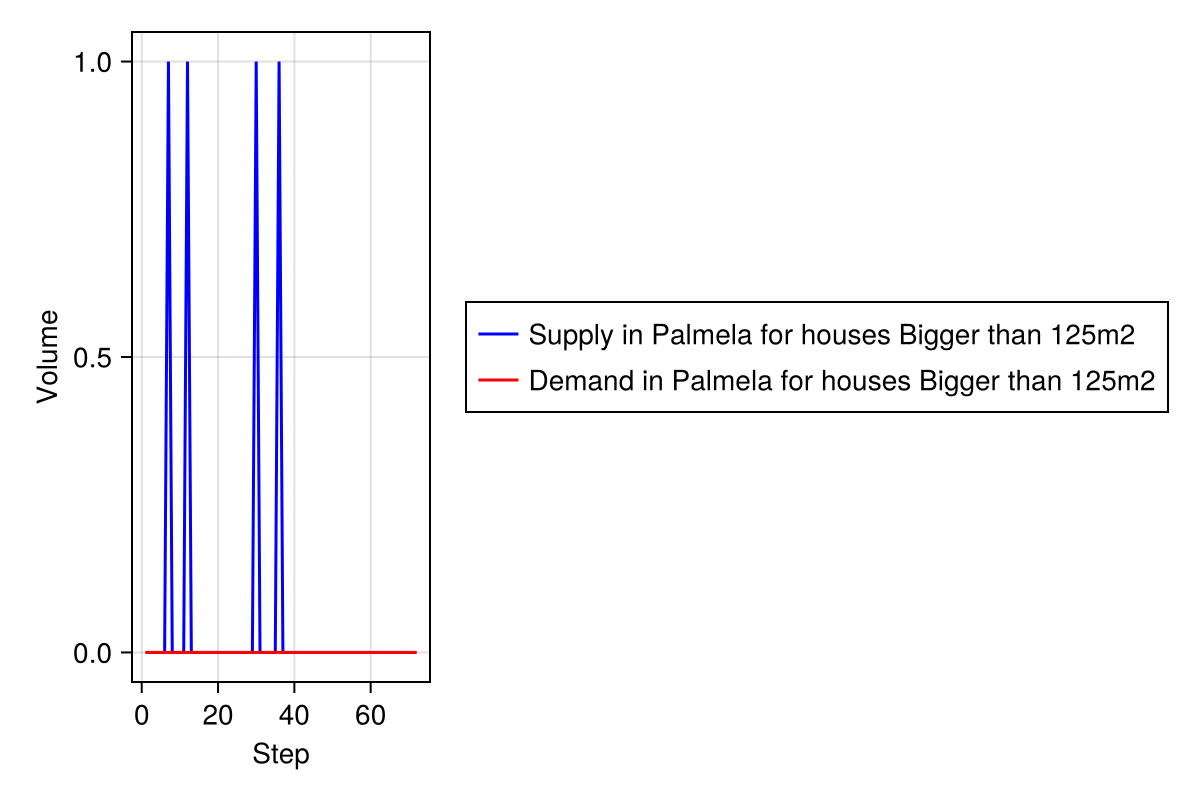 1.0
0.5
0.0
Volume
0 20 40 60
Step
Supply in Palmela for houses Bigger than 125m2
Demand in Palmela for houses Bigger than 125m2